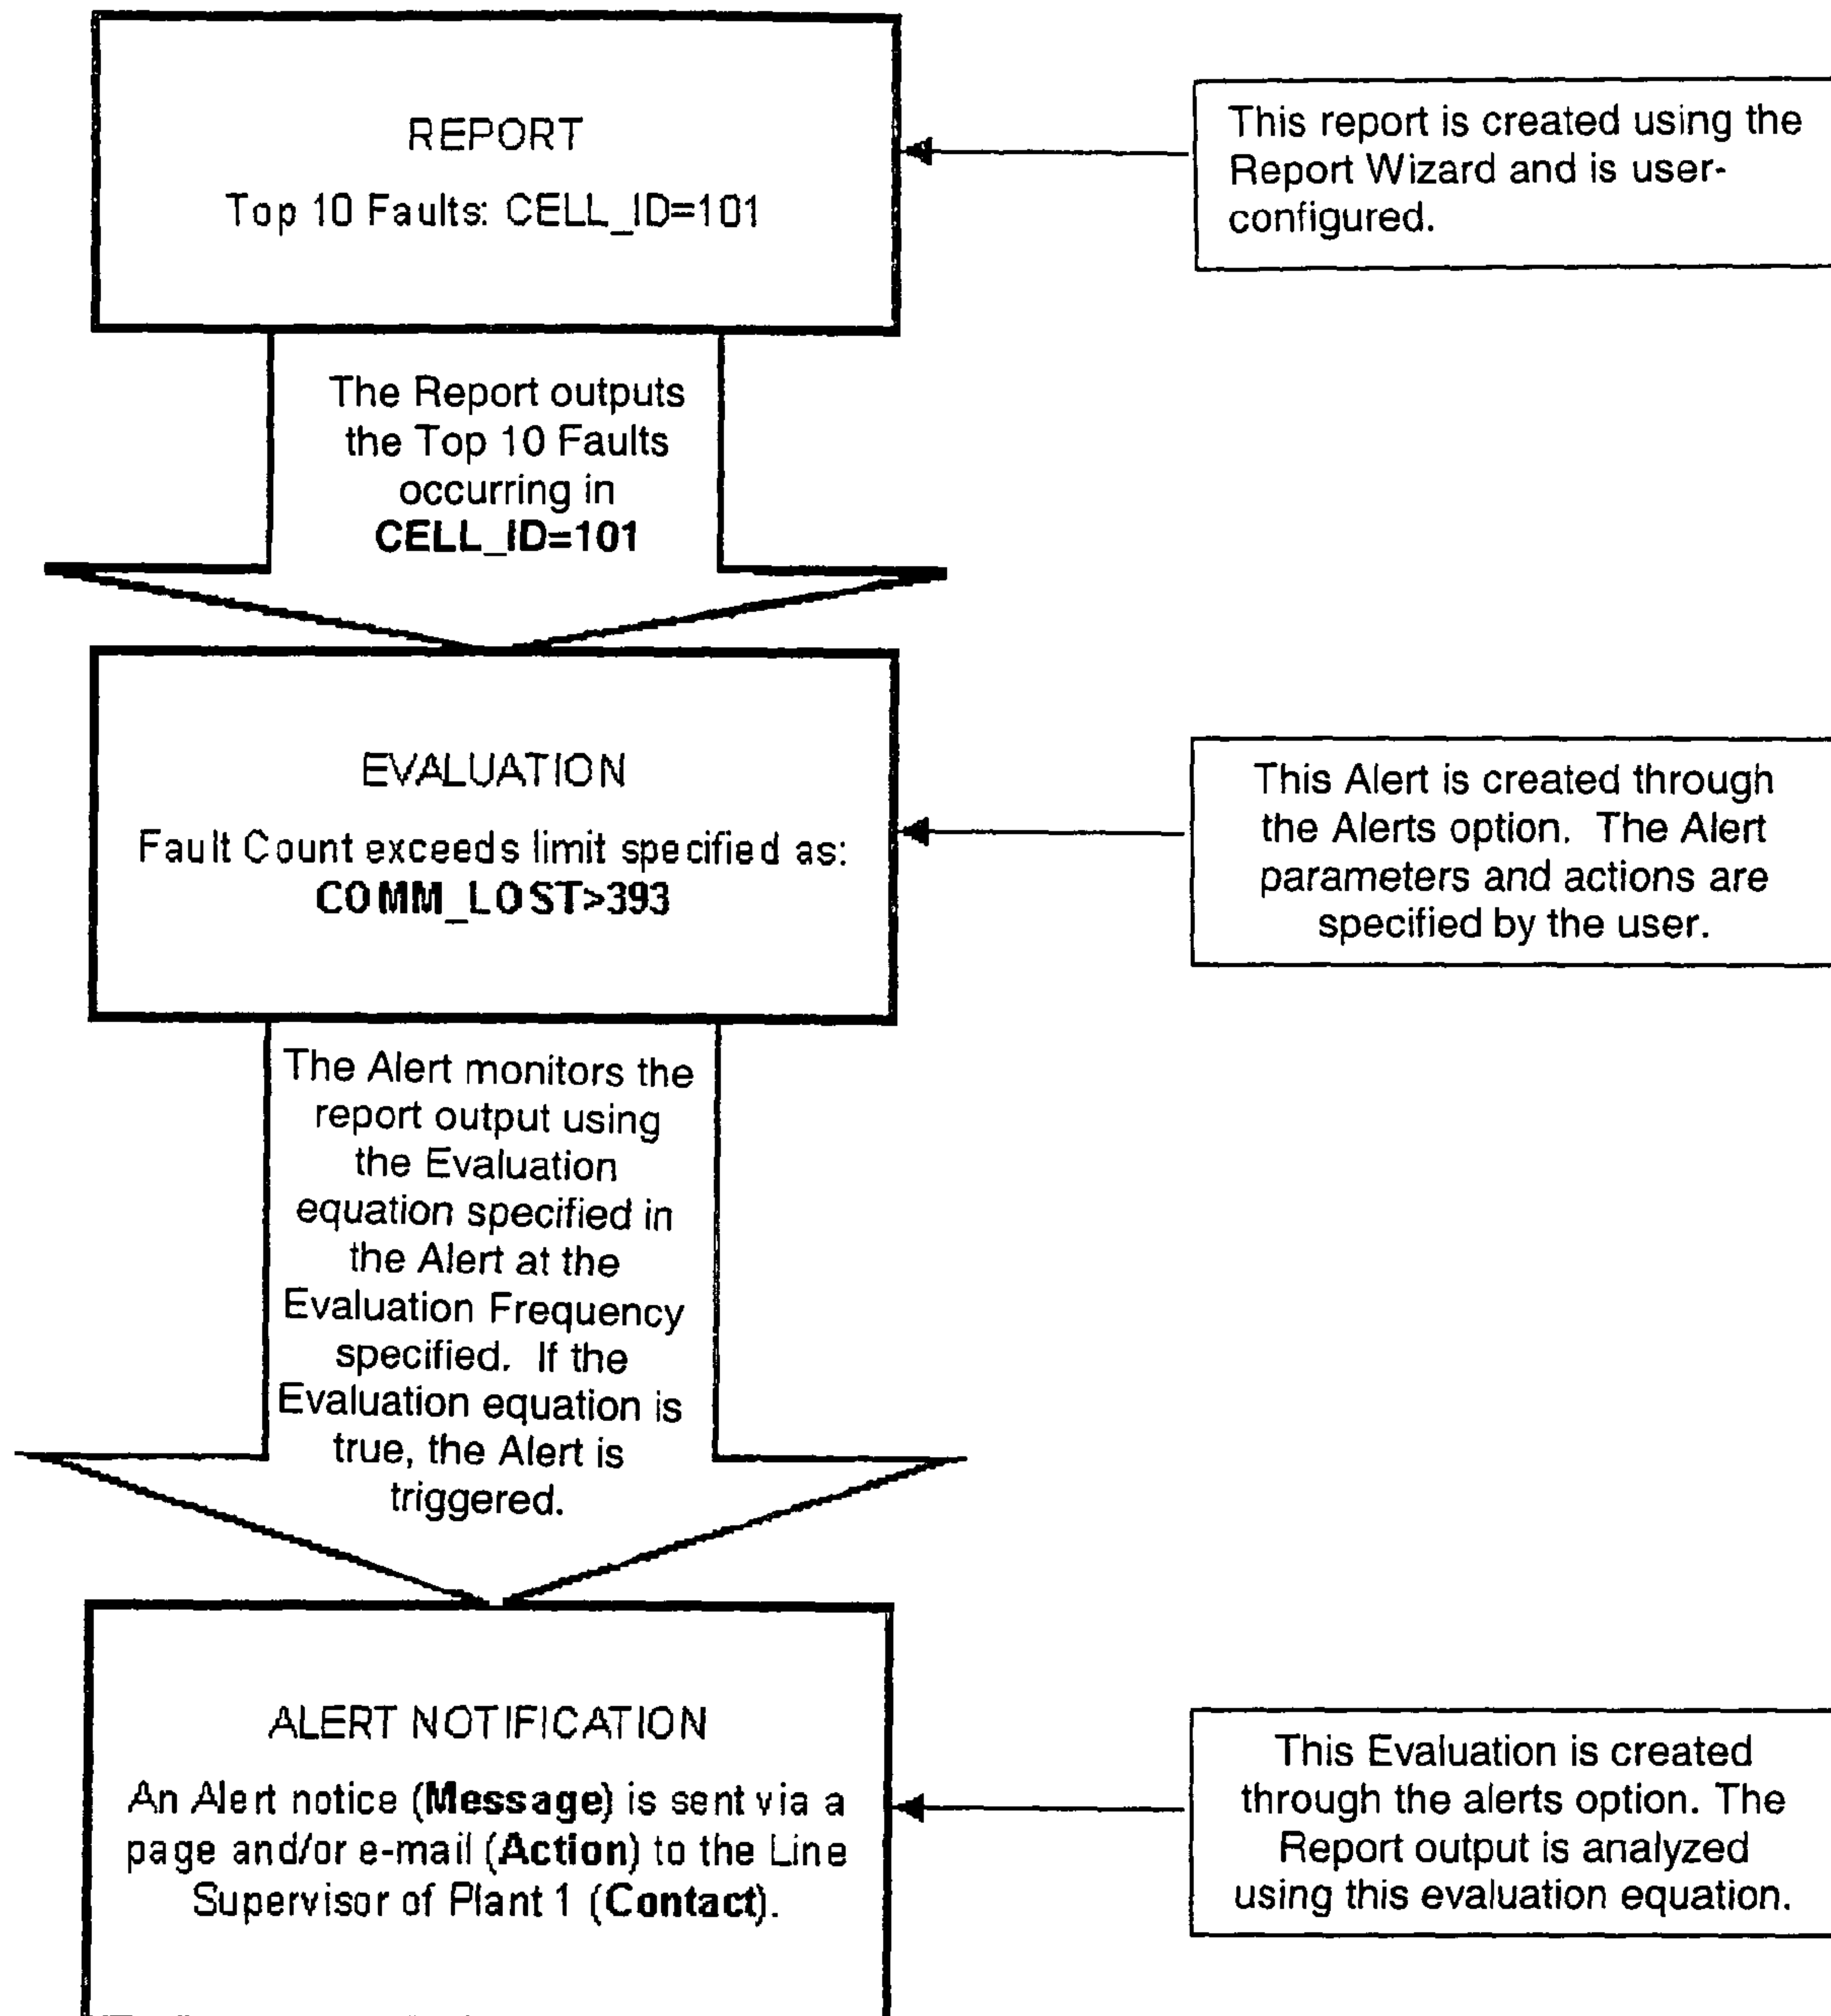 REPORT
Top 10 Faults: CELL_ID=101
This report is created using the
Report Wizard and is user-
configured.
The Report outputs
the Top 10 Faults
occurring in
CELL_ID=101
EVALUATION
Fault Count exceeds limit specified as:
COMM_LOST>393
This Alert is created through
the Alerts option. The Alert
parameters and actions are
specified by the user.
The Alert monitors the
report output using
the Evaluation
equation specified in
the Alert at the
Evaluation Frequency
specified. If the
Evaluation equation is
true, the Alert is
triggered.
ALERT NOTIFICATION
An Alert notice (Message) is sent via a
page and/or e-mail (Action) to the Line
Supervisor of Plant 1 (Contact).
This Evaluation is created
through the alerts option. The
Report output is analyzed
using this evaluation equation.